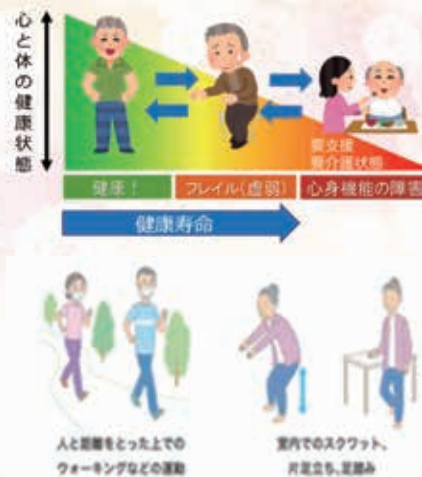 心と体の健康状態
要支援
要介護状態
健康！
フレイル(虚弱)
心身機能の障害
健康寿命
人と距離をとった上での
ウォーキングなどの運動
室内でのスクワット、
片足立ち、足踏み